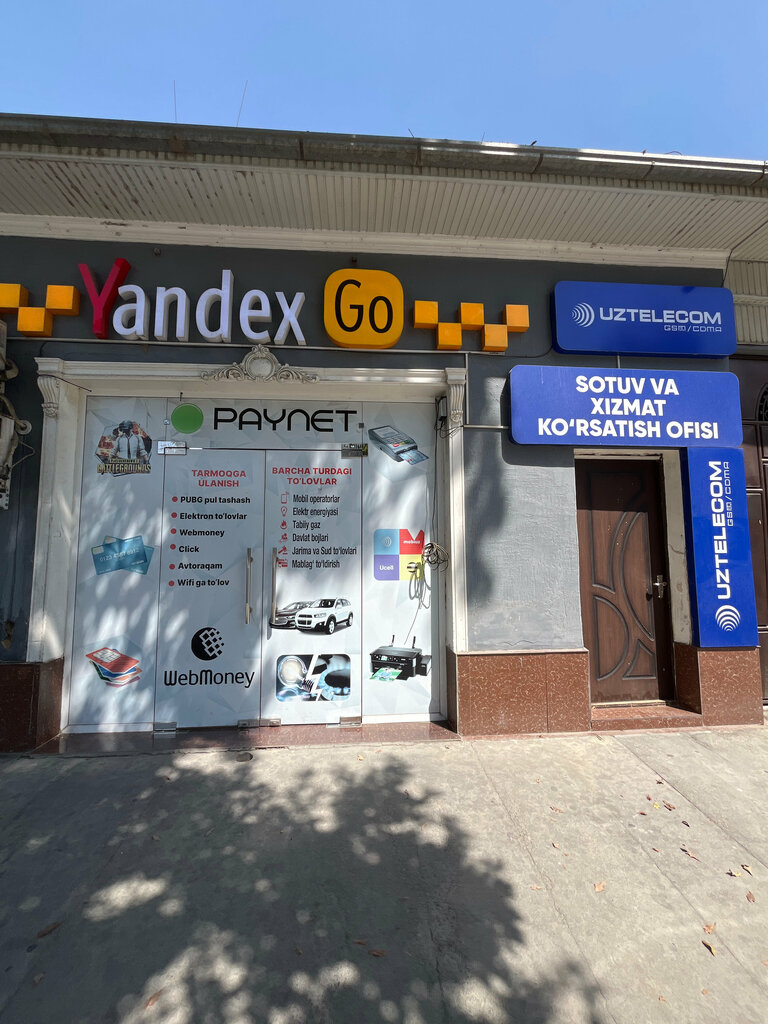 Yandex Go
UZTELECOM
GSM/CDMA
SOTUV VA
XIZMAT
KO‘RSATISH OFISI
PAYNET
BATTLEGROUNDS
TARMOQGA
ULANISH
PUBG pul tashash
Elektron to'lovlar
Webmoney
Click
Avtoraqam
Wifi ga to'lov
BARCHA TURDAGI
TO'LOVLAR
Mobil operatorlar
Elektr energiyasi
Tabiiy gaz
Davlat bojlari
Jarima va Sud to'lovlari
Mablag' to'ldirish
Ucell
WebMoney
UZTELECOM
GSM/CDMA